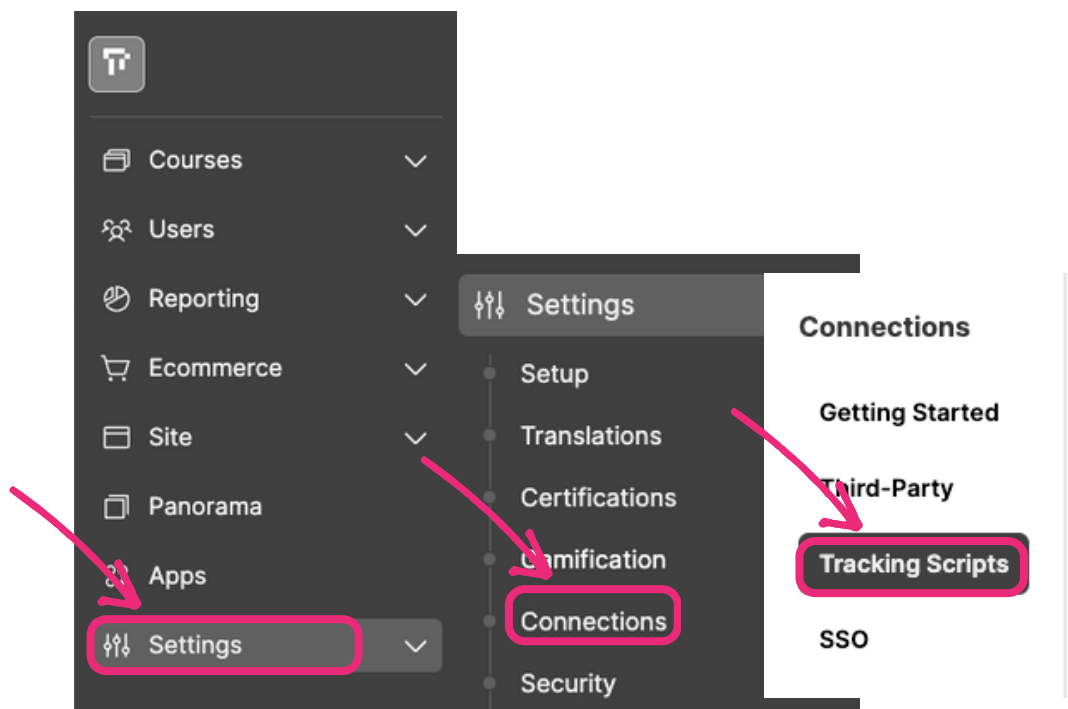 Courses
Users
Reporting
Ecommerce
Site
Panorama
Apps
Settings
Settings
Setup
Translations
Certifications
Gamification
Connections
Security
Connections
Getting Started
Third-Party
Tracking Scripts
SSO